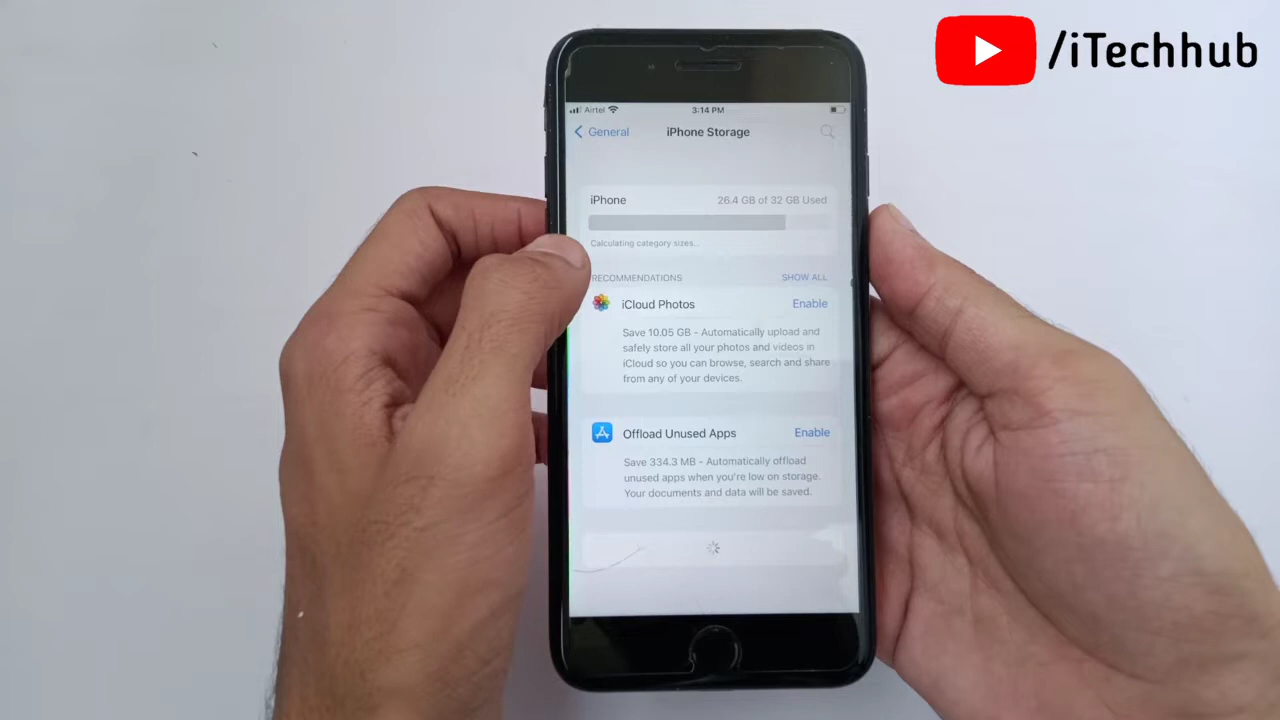 /iTechhub
Airtel
3:14 PM
General
iPhone Storage
iPhone
26.4 GB of 32 GB Used
Calculating category sizes...
RECOMMENDATIONS
SHOW ALL
iCloud Photos
Enable
Save 10.05 GB - Automatically upload and
safely store all your photos and videos in
iCloud so you can browse, search and share
from any of your devices.
Offload Unused Apps
Enable
Save 334.3 MB - Automatically offload
unused apps when you're low on storage.
Your documents and data will be saved.